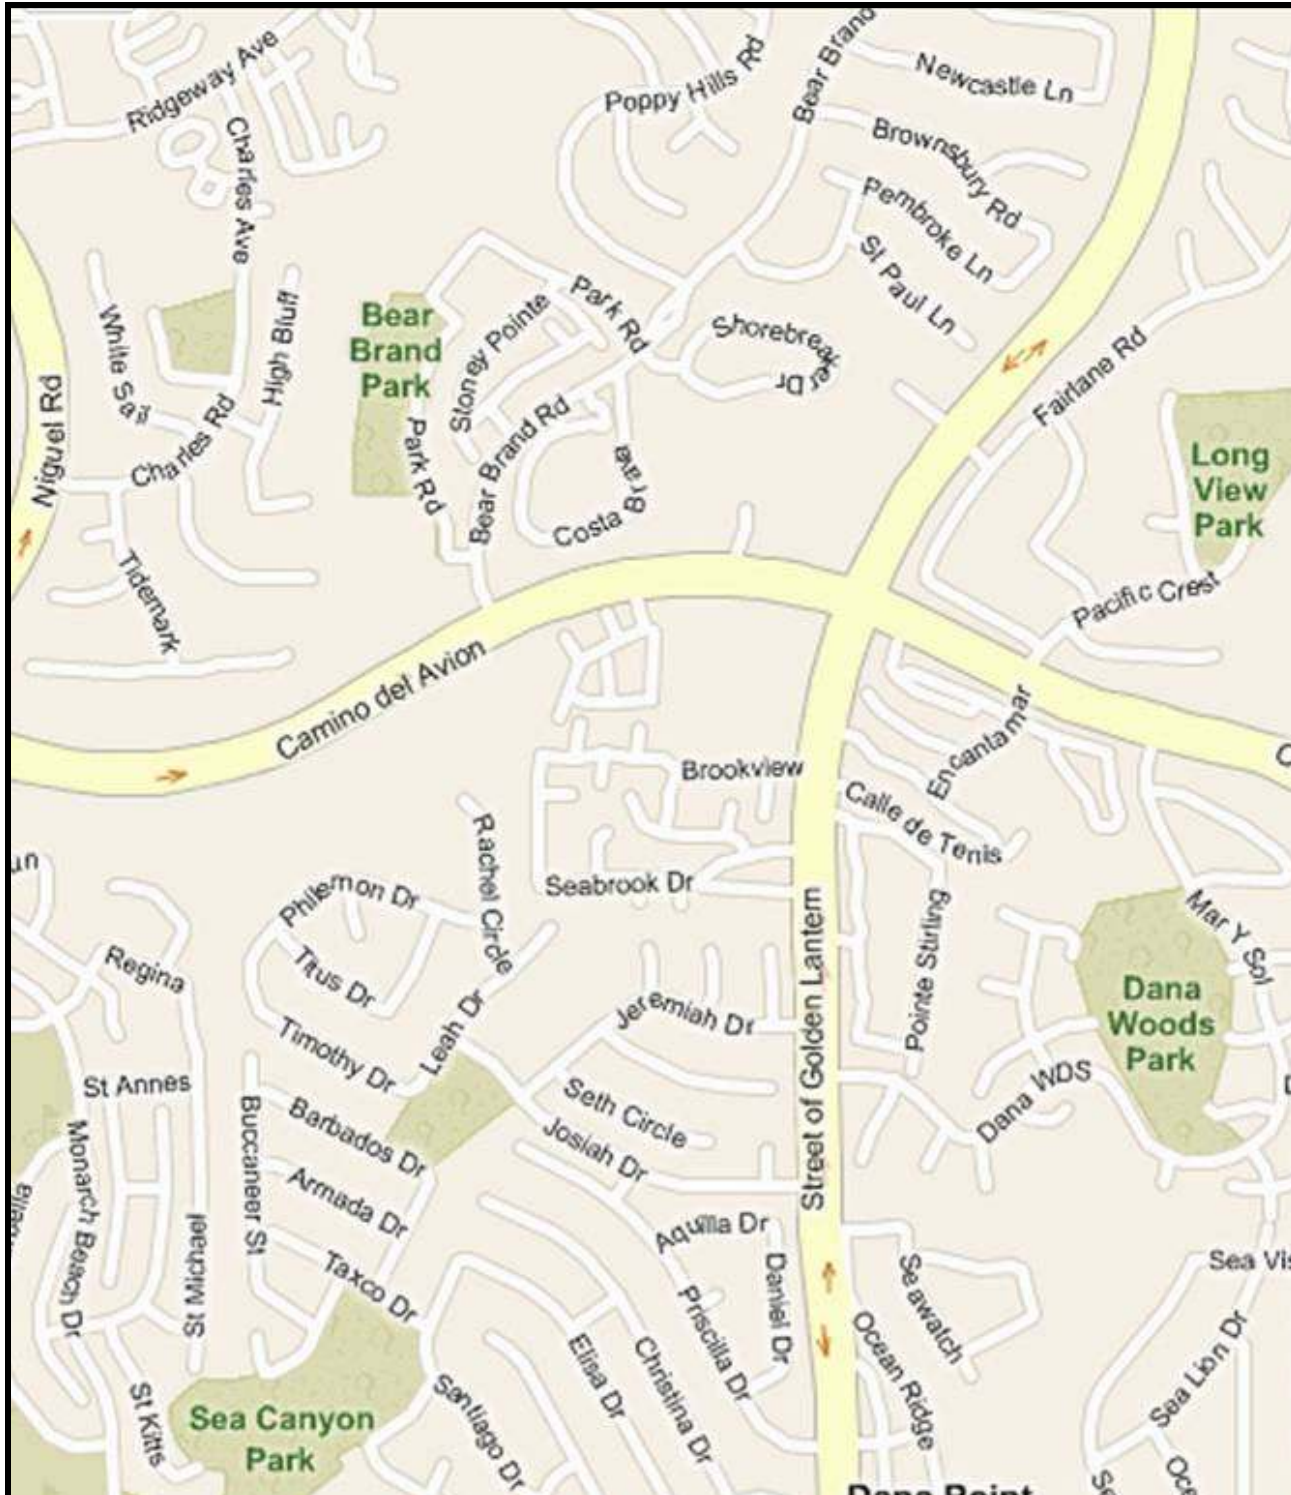 Ridgeway Ave
Charles Ave
Poppy Hills Rd
Bear Brand
Newcastle Ln
Brownsbury Rd
Pembroke Ln
St Paul Ln
White Sail
High Bluff
Charles Rd
Niguel Rd
Tidemark
Bear
Brand
Park
Stoney Pointe
Park Rd
Park Rd
Bear Brand Rd
Shorebreaker Dr
Costa Brava
Fairlane Rd
Long
View
Park
Pacific Crest
Camino del Avion
C
Encantamar
Brookview
Calle de Tenis
Seabrook Dr
Rachel Circle
Philemon Dr
Titus Dr
Timothy Dr
Leah Dr
un
Regina
St Annes
Jeremiah Dr
Seth Circle
Josiah Dr
Street of Golden Lantern
Pointe Stirling
Mar Y Sol
Dana
Woods
Park
Dana WDS
Buccaneer St
Barbados Dr
Armada Dr
Taxco Dr
Monarch Beach Dr
St Michael
St Kitts
Aquilla Dr
Daniel Dr
Priscilla Dr
Christina Dr
Elisa Dr
Santiago Dr
Sea Canyon
Park
Seawatch
Ocean Ridge
Sea Vis
Sea Lion Dr
Se
Oce
Dana Point